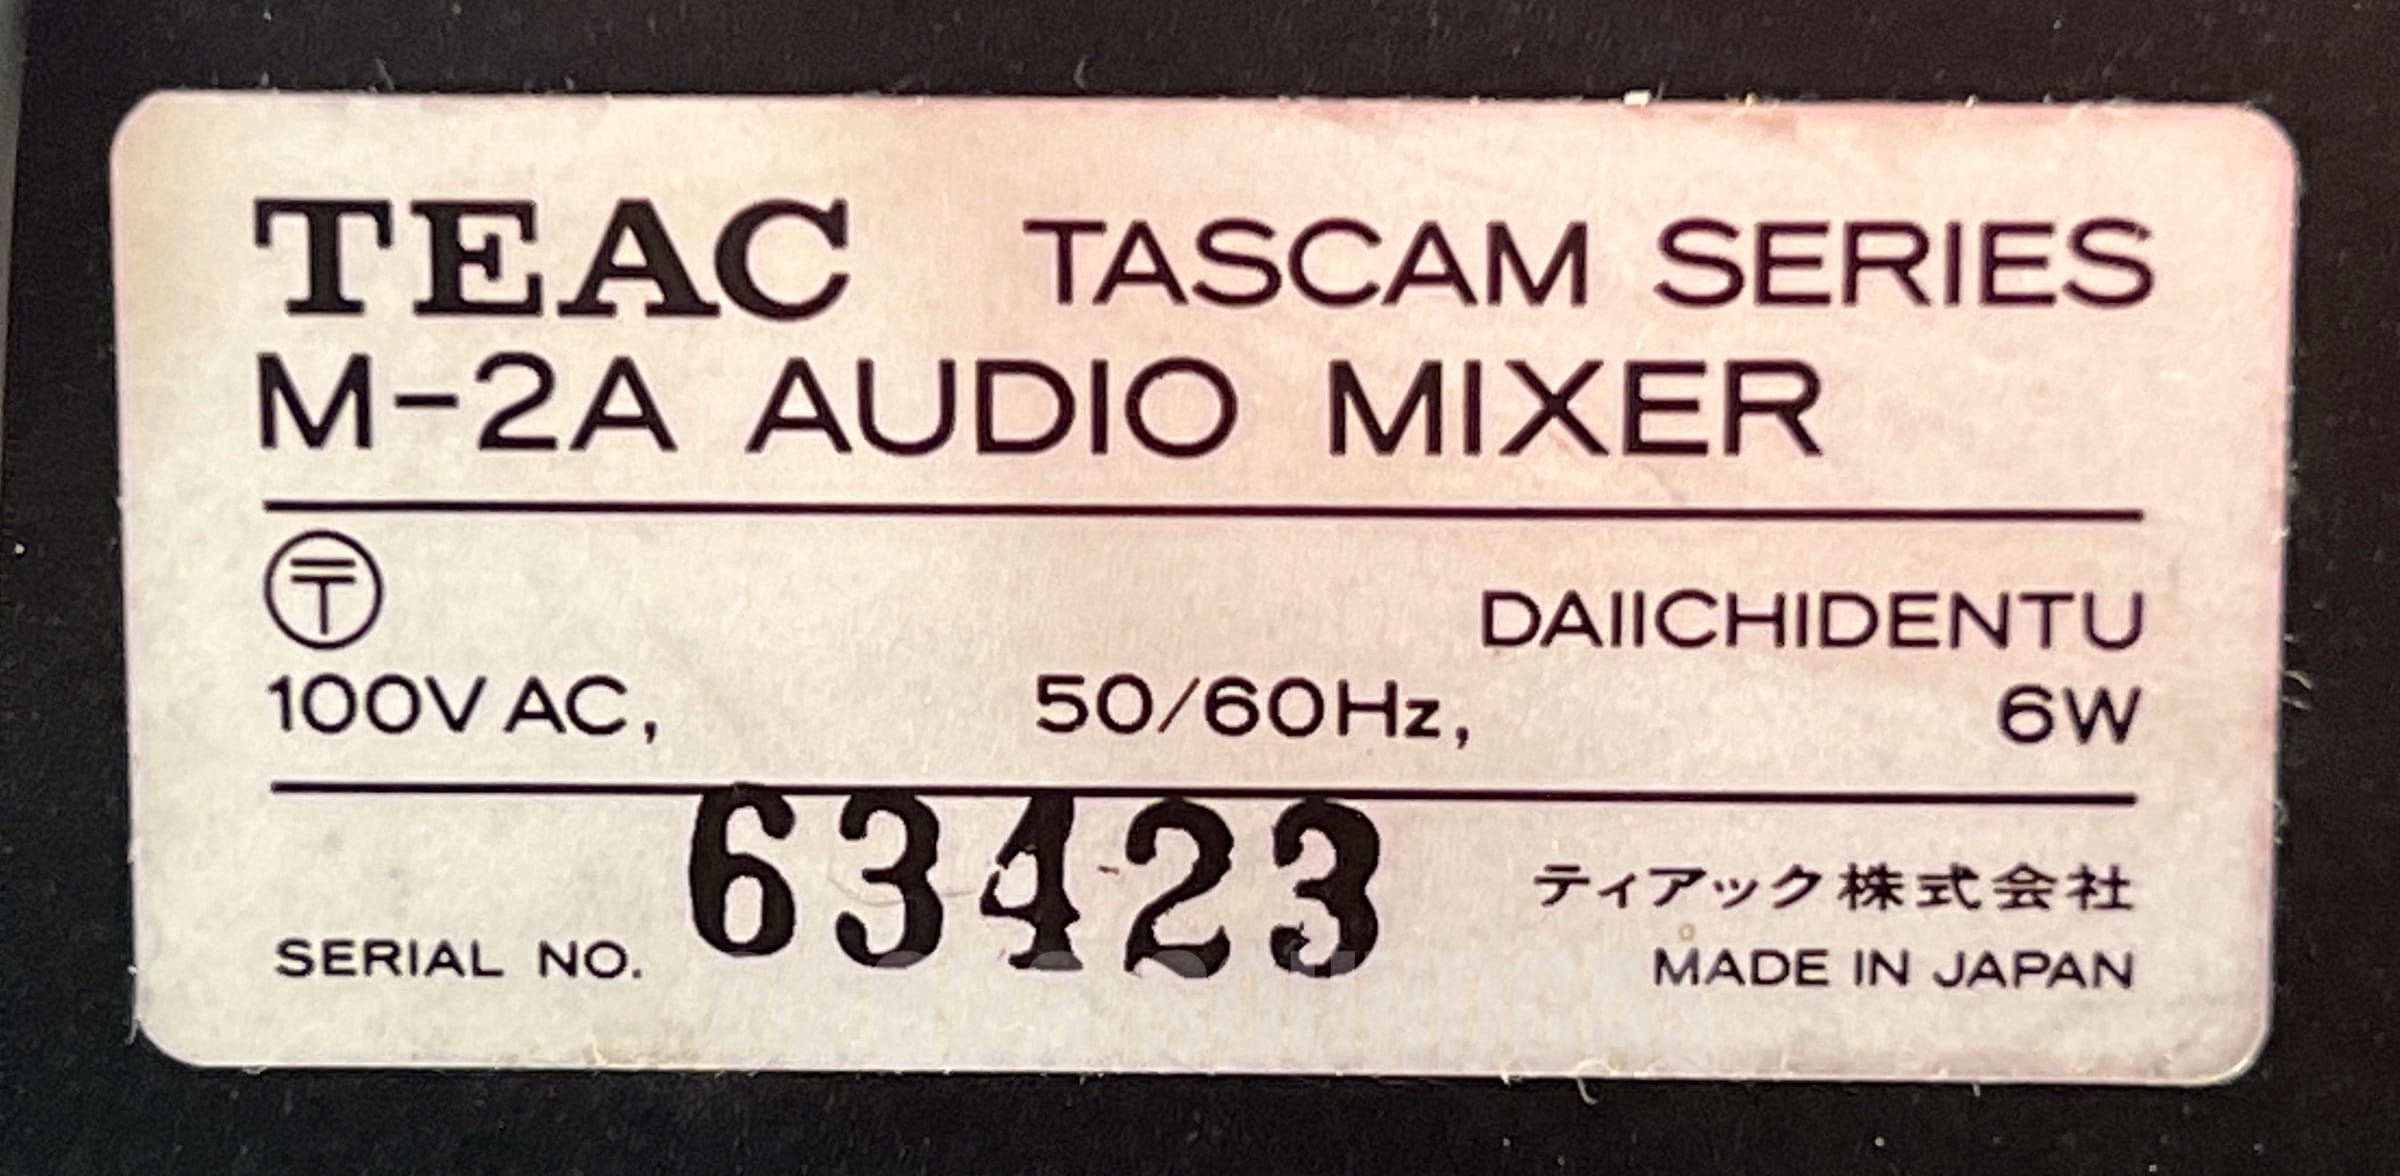 TEAC TASCAM SERIES
M-2A AUDIO MIXER
〶
DAIICHIDENTU
100V AC, 50/60Hz, 6W
SERIAL NO. 63423
ティアック株式会社
MADE IN JAPAN